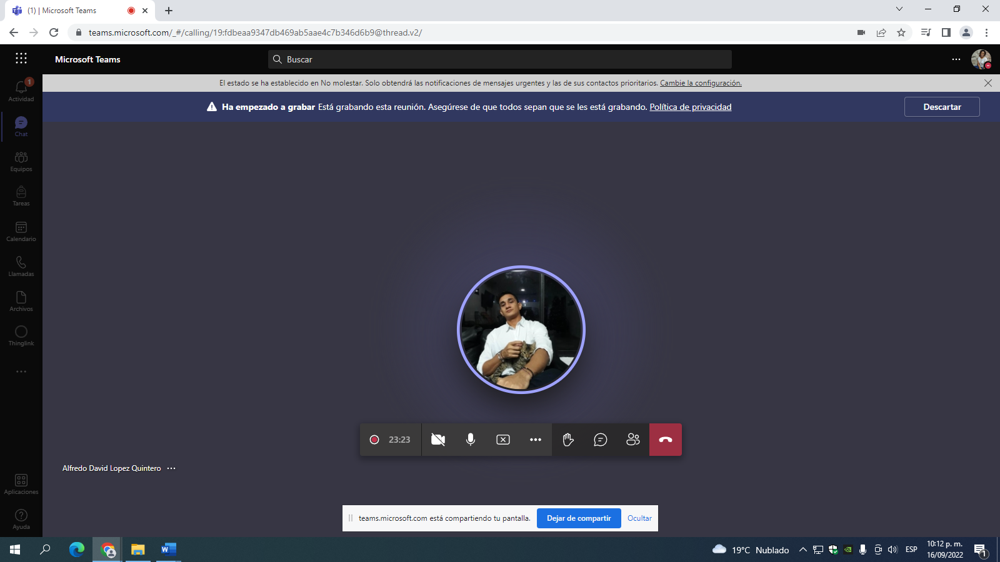 (1) | Microsoft Teams
teams.microsoft.com/_#/calling/19:fdbeaa9347db469ab5aae4c7b346d6b9@thread.v2/
Microsoft Teams
Buscar
El estado se ha establecido en No molestar. Solo obtendrá las notificaciones de mensajes urgentes y las de sus contactos prioritarios. Cambie la configuración.
Ha empezado a grabar Está grabando esta reunión. Asegúrese de que todos sepan que se les está grabando. Política de privacidad
Descartar
1
Actividad
Chat
Equipos
Tareas
Calendario
Llamadas
Archivos
Thinglink
Aplicaciones
Ayuda
23:23
Alfredo David Lopez Quintero
teams.microsoft.com está compartiendo tu pantalla.
Dejar de compartir
Ocultar
19°C Nublado
ESP
10:12 p. m.
16/09/2022
1